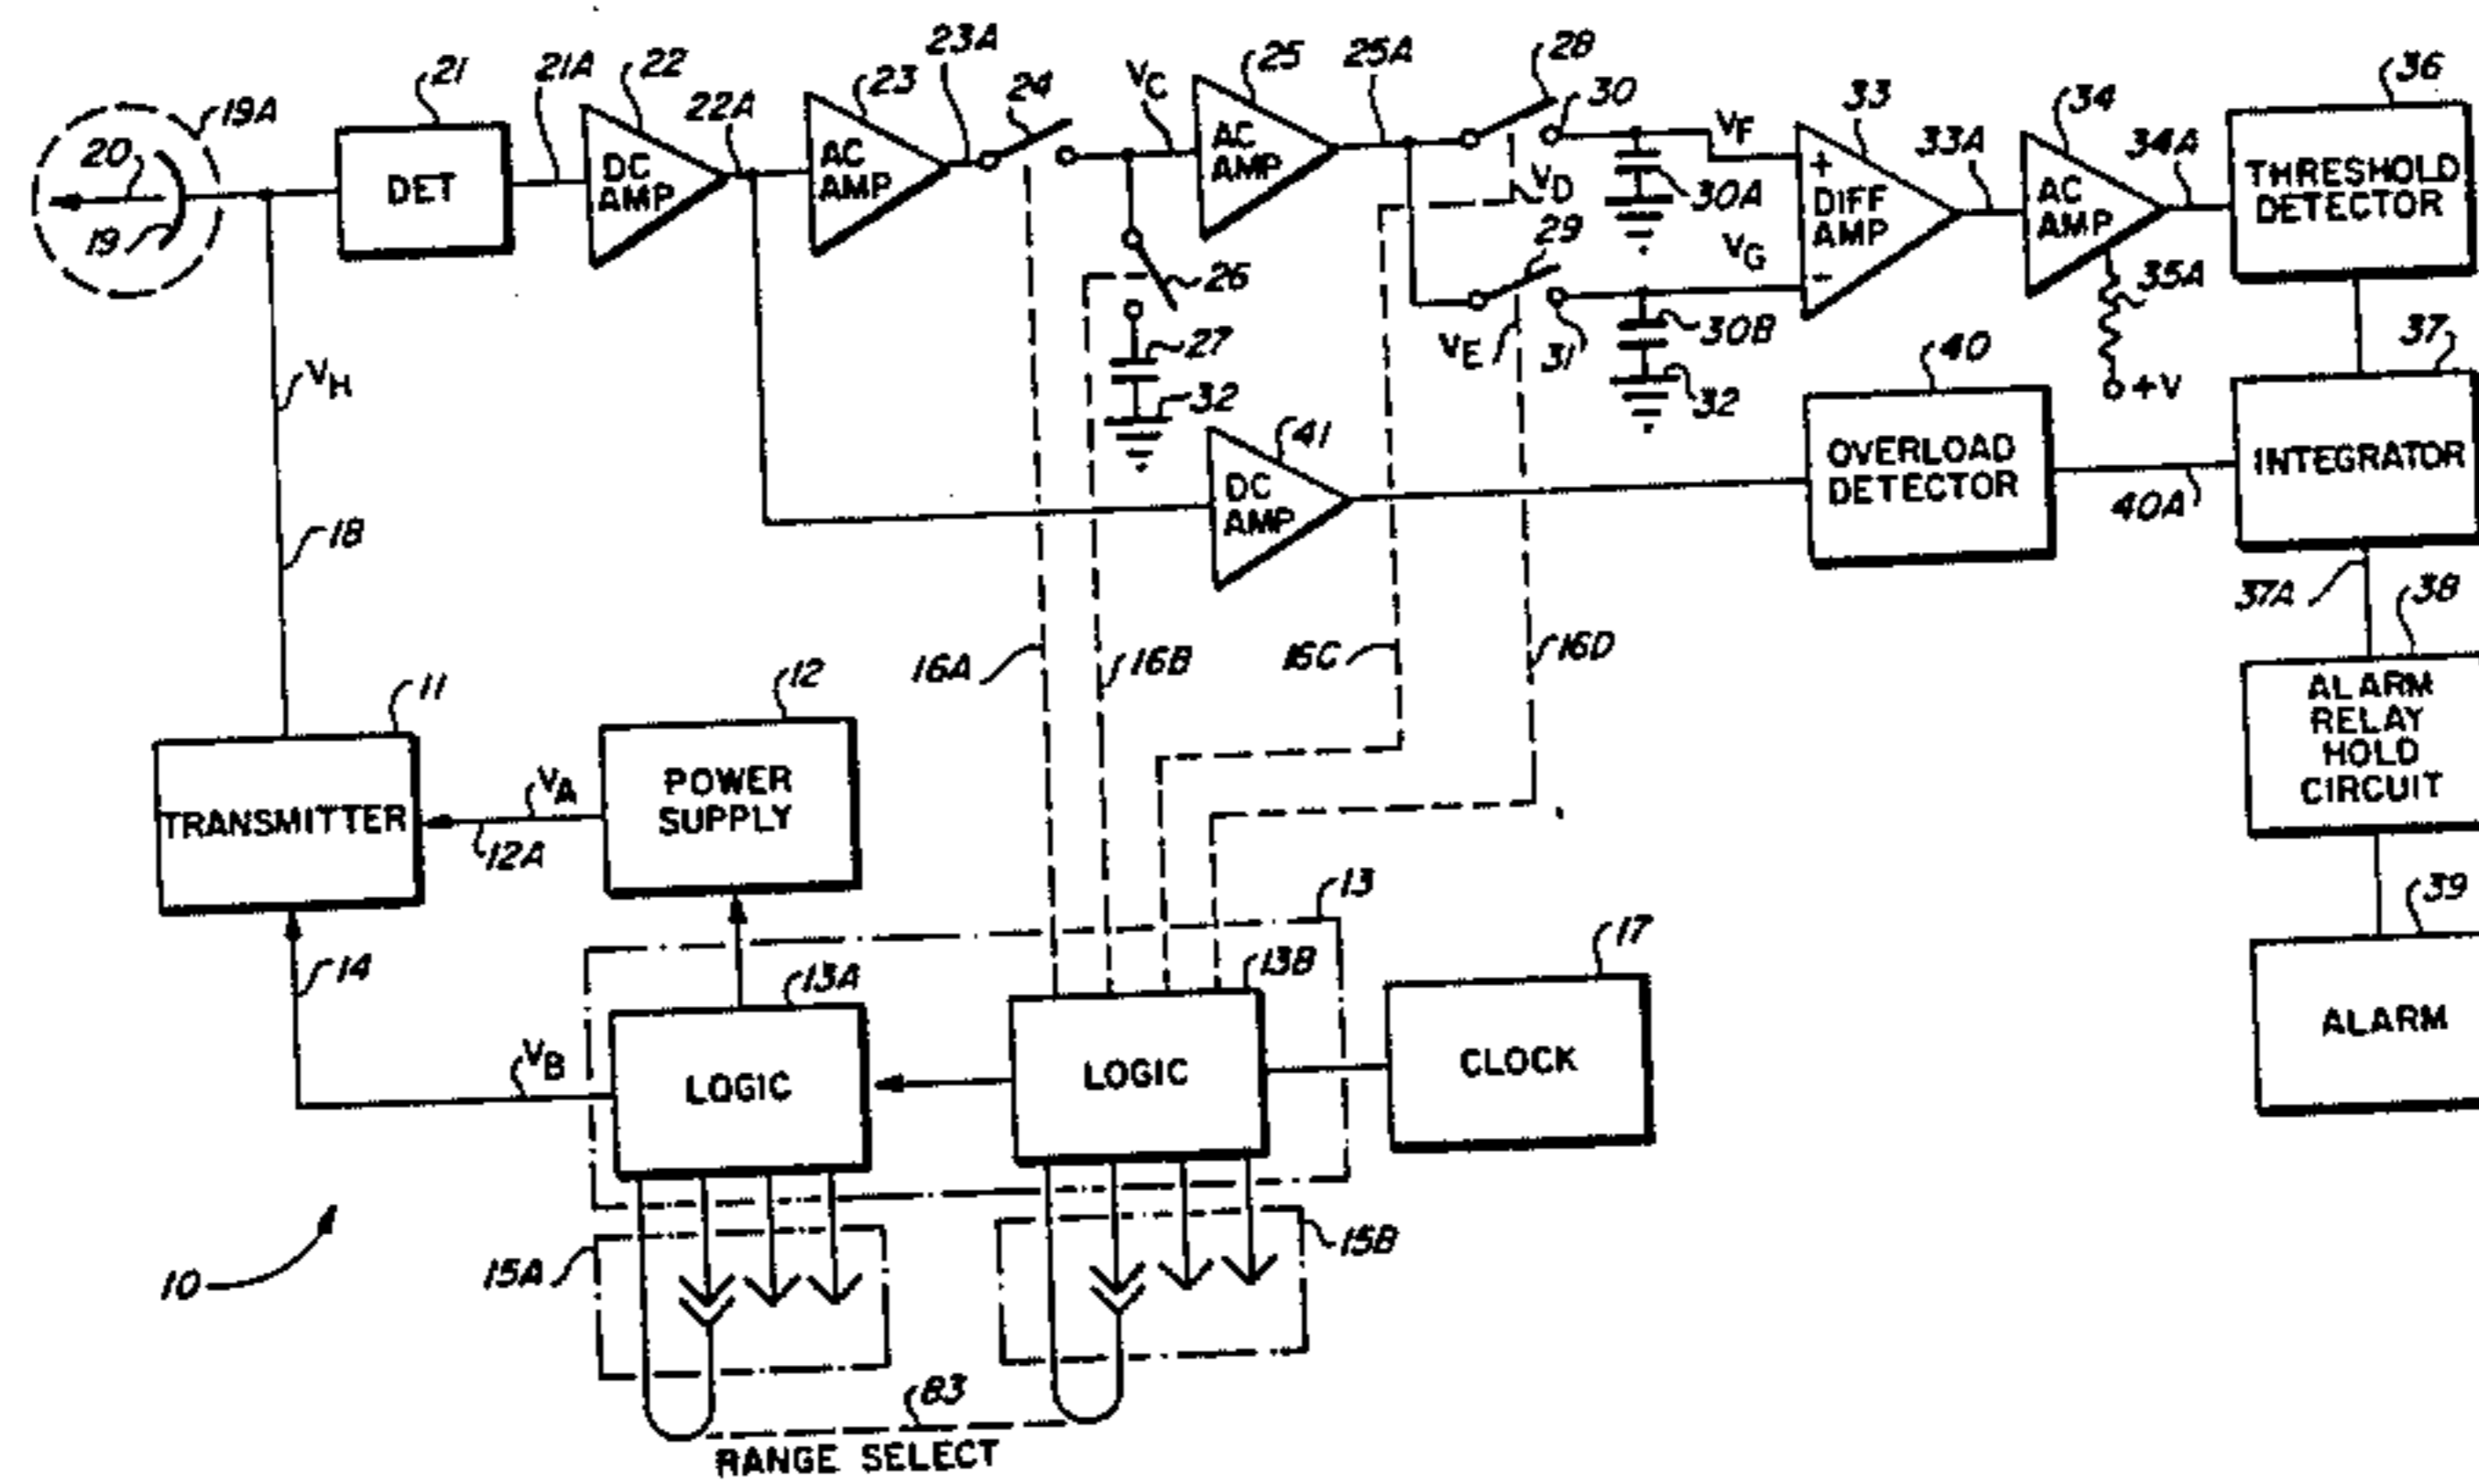 19A
20
19
21
DET
21A
22
DC
AMP
22A
23
AC
AMP
23A
24
VC
25
AC
AMP
25A
28
30
VD
30A
VF
VG
33
+
DIFF
AMP
-
33A
34
AC
AMP
34A
35A
+V
36
THRESHOLD
DETECTOR
26
27
32
29
VE
31
30B
32
VH
18
41
DC
AMP
40
OVERLOAD
DETECTOR
40A
37
INTEGRATOR
37A
38
ALARM
RELAY
HOLD
CIRCUIT
39
ALARM
16A
16B
16C
16D
11
TRANSMITTER
VA
12A
12
POWER
SUPPLY
14
VB
13
13A
LOGIC
13B
LOGIC
17
CLOCK
10
15A
15B
83
RANGE SELECT